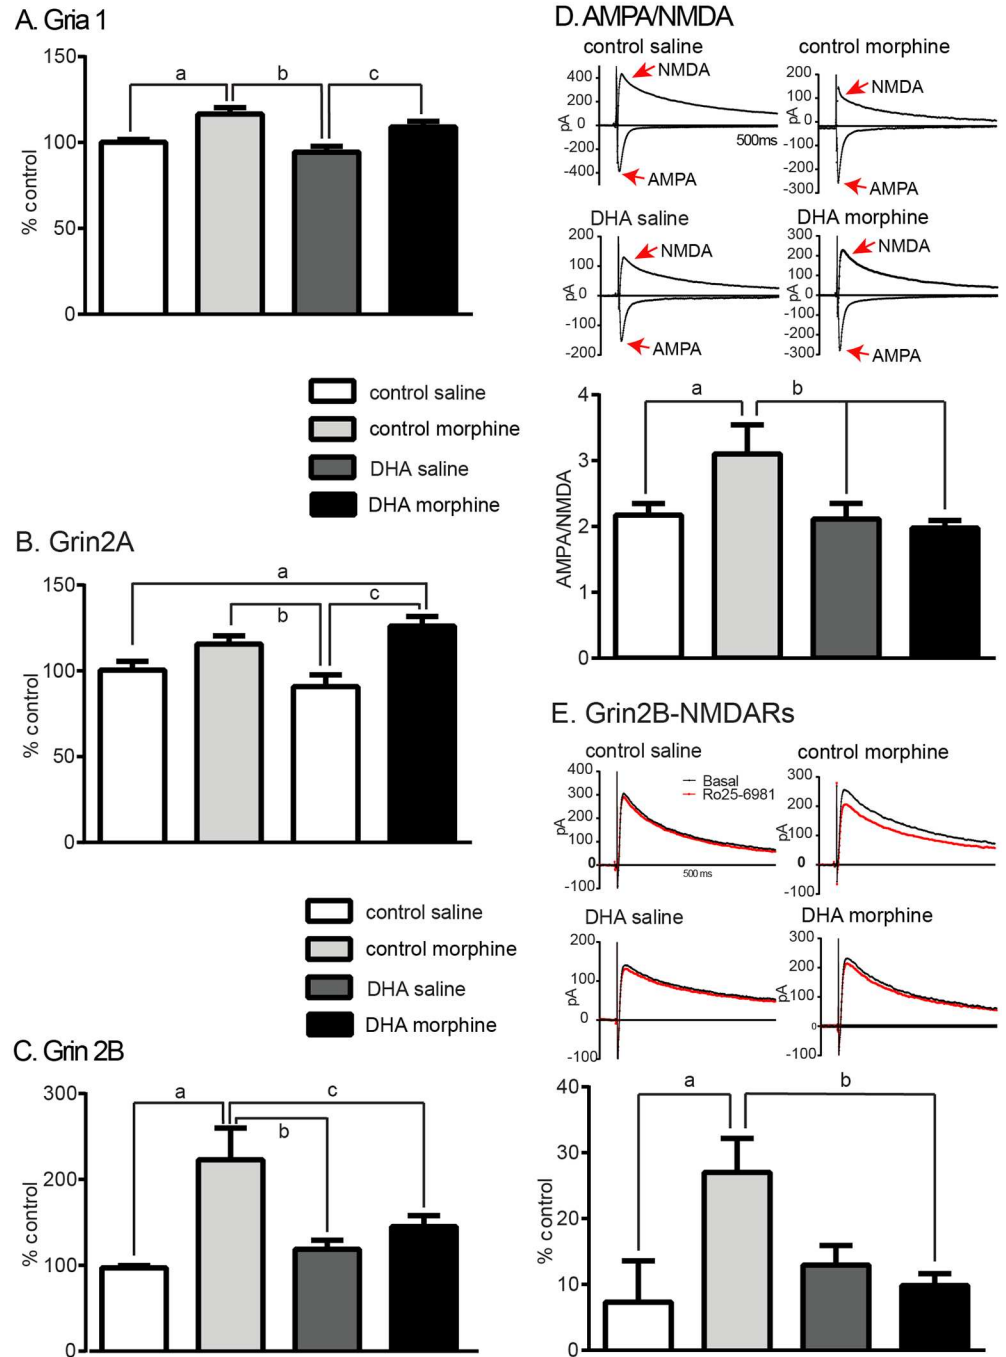 A. Gria 1
150
100
50
0
% control
a
b
c
control saline
control morphine
DHA saline
DHA morphine
B. Grin2A
150
100
50
0
% control
a
b
c
control saline
control morphine
DHA saline
DHA morphine
C. Grin 2B
300
200
100
0
% control
a
c
b
D. AMPA/NMDA
control saline
400
200
0
-200
-400
pA
NMDA
AMPA
500ms
control morphine
200
100
0
-100
-200
-300
pA
NMDA
AMPA
DHA saline
200
100
0
-100
-200
pA
NMDA
AMPA
DHA morphine
300
200
100
0
-100
-200
-300
pA
NMDA
AMPA
4
3
2
1
0
AMPA/NMDA
a
b
E. Grin2B-NMDARs
control saline
400
300
200
100
0
-100
pA
Basal
Ro25-6981
500 ms
control morphine
300
200
100
0
-100
pA
DHA saline
200
100
0
-100
pA
DHA morphine
300
200
100
0
-100
pA
40
30
20
10
0
% control
a
b